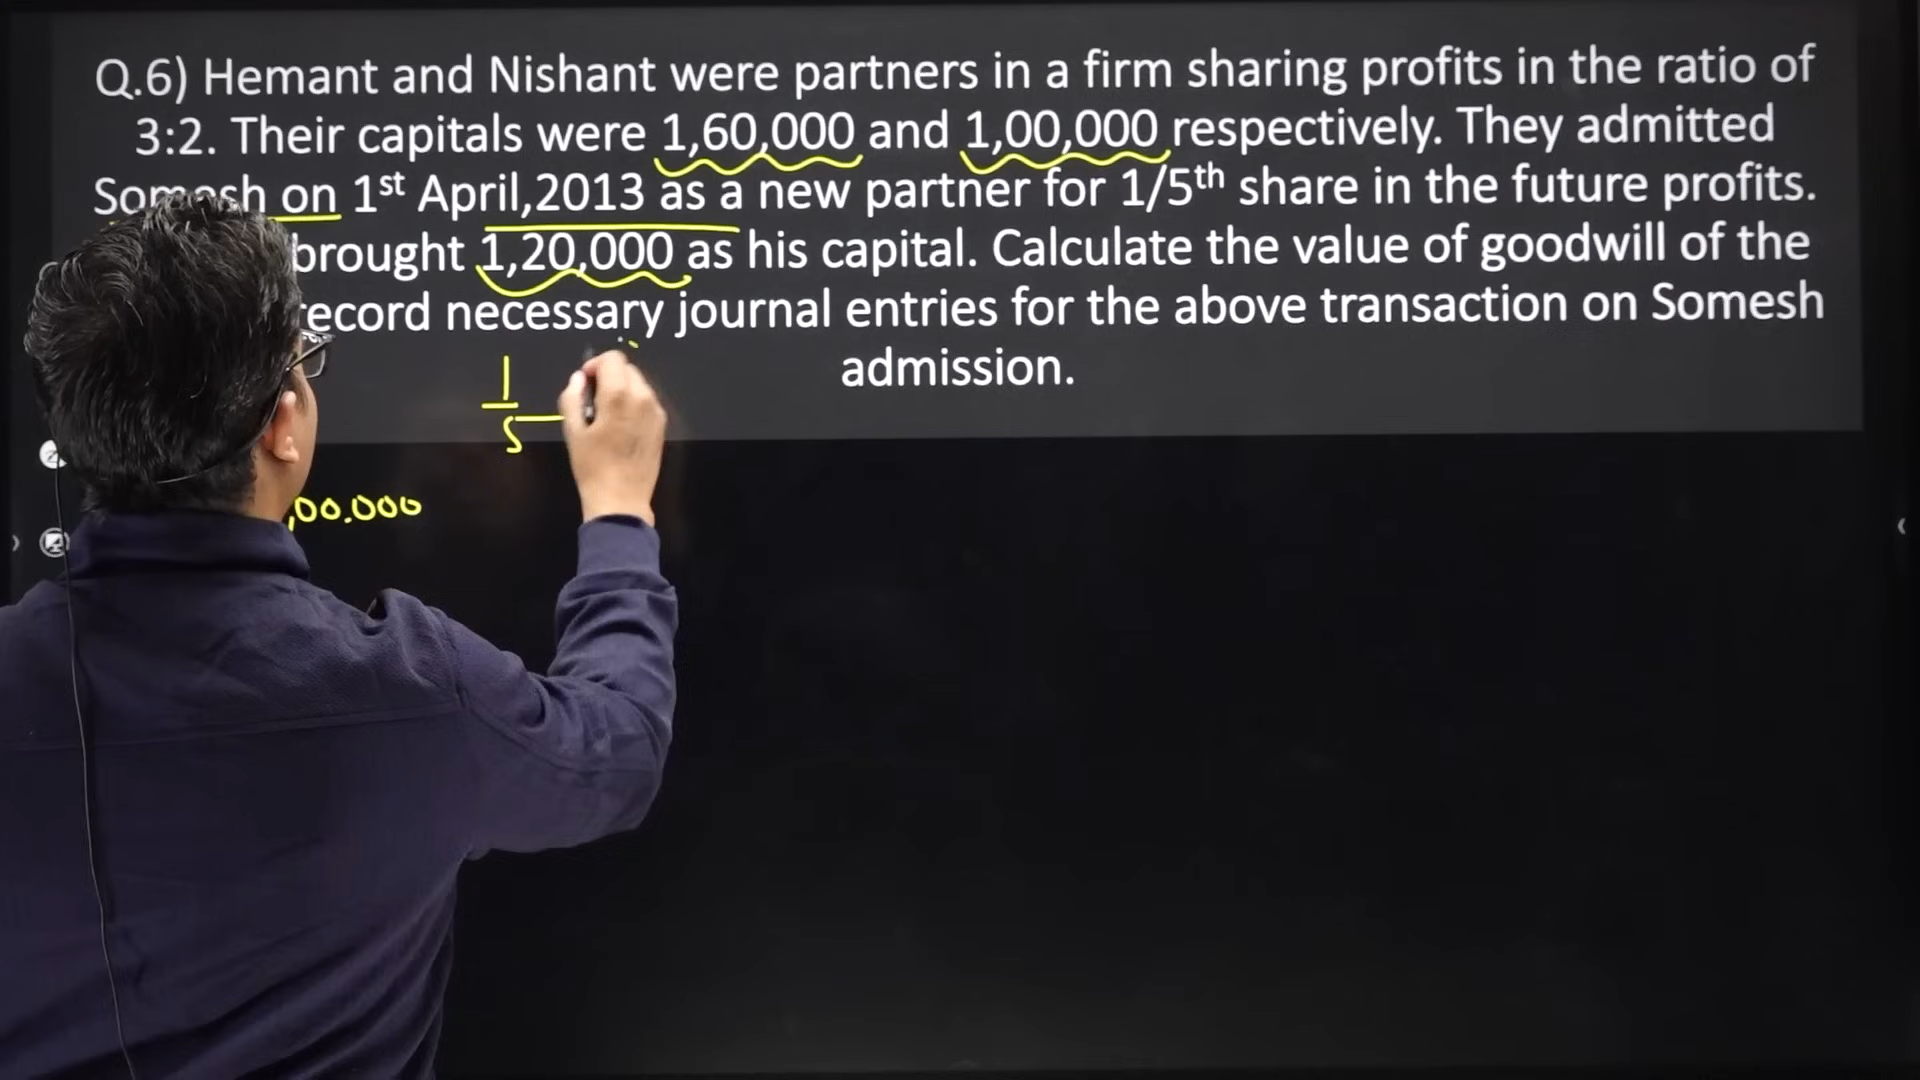 Q.6) Hemant and Nishant were partners in a firm sharing profits in the ratio of
3:2. Their capitals were 1,60,000 and 1,00,000 respectively. They admitted
Somesh on 1st April,2013 as a new partner for 1/5th share in the future profits.
brought 1,20,000 as his capital. Calculate the value of goodwill of the
record necessary journal entries for the above transaction on Somesh
admission.
1
5
,00.000